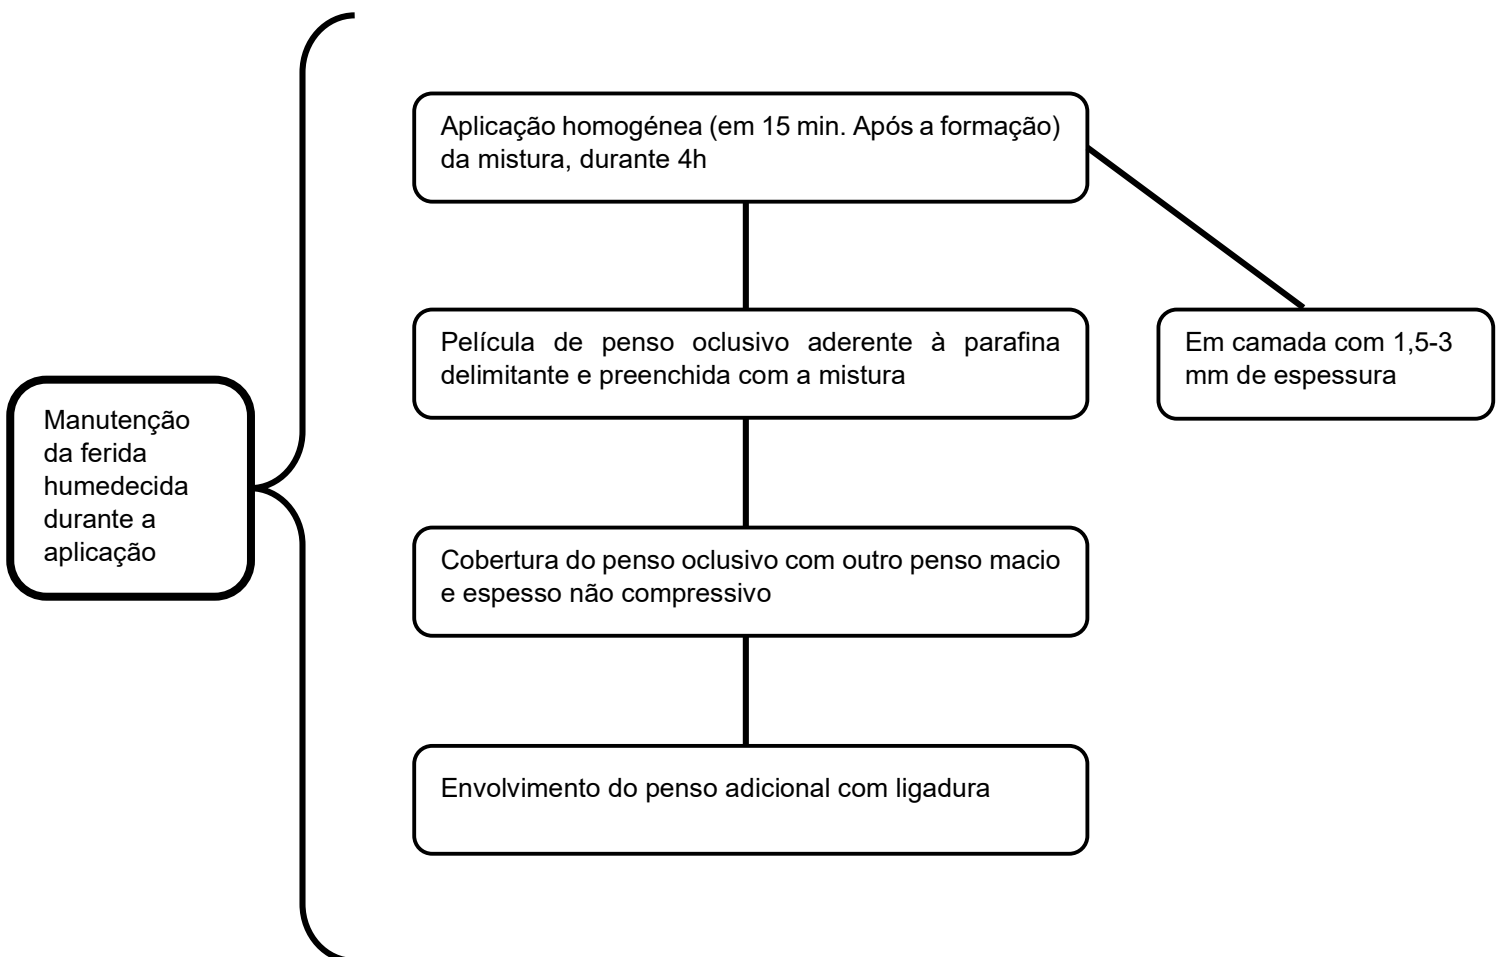 Aplicação homogénea (em 15 min. Após a formação)
da mistura, durante 4h
Película de penso oclusivo aderente à parafina
delimitante e preenchida com a mistura
Em camada com 1,5-3
mm de espessura
Manutenção
da ferida
humedecida
durante a
aplicação
Cobertura do penso oclusivo com outro penso macio
e espesso não compressivo
Envolvimento do penso adicional com ligadura